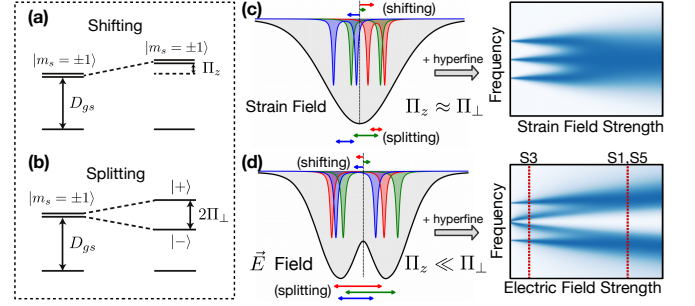 (a)
Shifting
|m_s = ±1⟩
|m_s = ±1⟩
Π_z
D_gs
(b)
Splitting
|m_s = ±1⟩
|+⟩
2Π_⊥
|−⟩
D_gs
(c)
(shifting)
Strain Field
Π_z ≈ Π_⊥
(splitting)
+ hyperfine
Frequency
Strain Field Strength
(d)
(shifting)
E⃗ Field
Π_z ≪ Π_⊥
(splitting)
+ hyperfine
S3
S1,S5
Frequency
Electric Field Strength